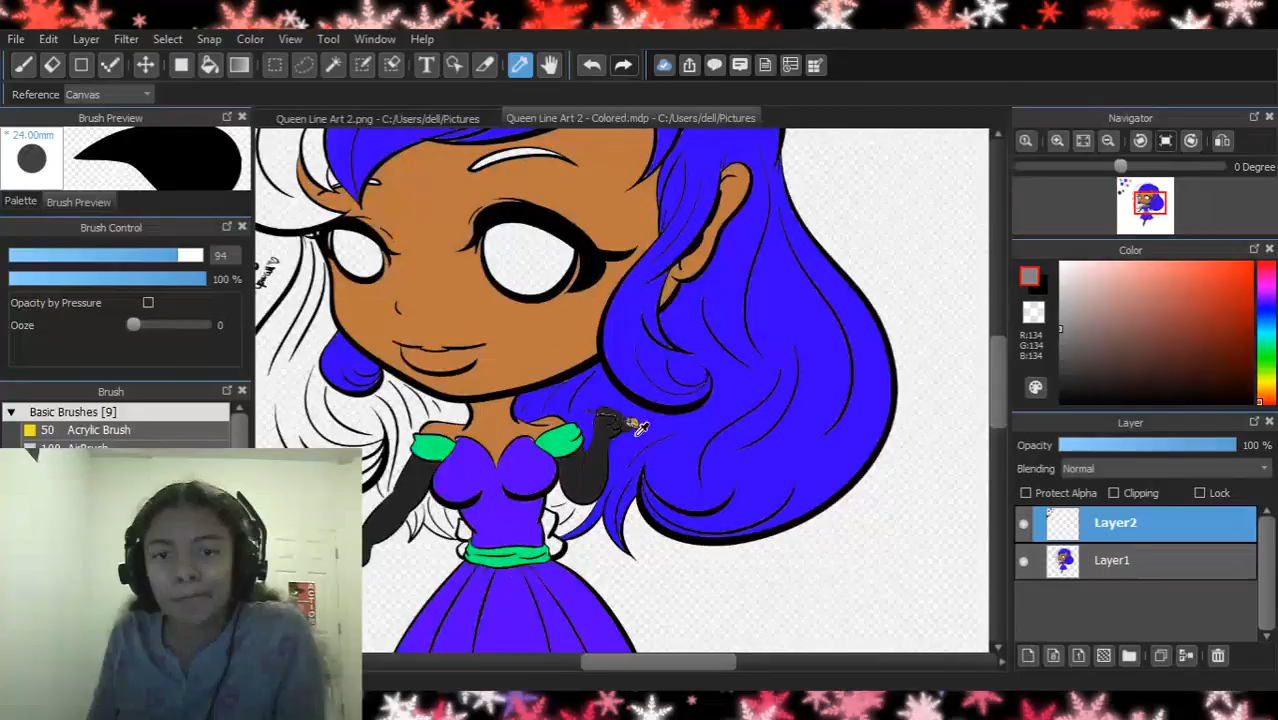 File Edit Layer Filter Select Snap Color View Tool Window Help
Reference Canvas
Brush Preview
Queen Line Art 2.png - C:/Users/dell/Pictures
Queen Line Art 2 - Colored.mdp - C:/Users/dell/Pictures
Navigator
* 24.00mm
0 Degree
Palette Brush Preview
Brush Control
94
100 %
Opacity by Pressure
Ooze 0
Color
R:134
G:134
B:134
Brush
Basic Brushes [9]
50 Acrylic Brush
100 AirBrush
Layer
Opacity 100 %
Blending Normal
Protect Alpha Clipping Lock
Layer2
Layer1